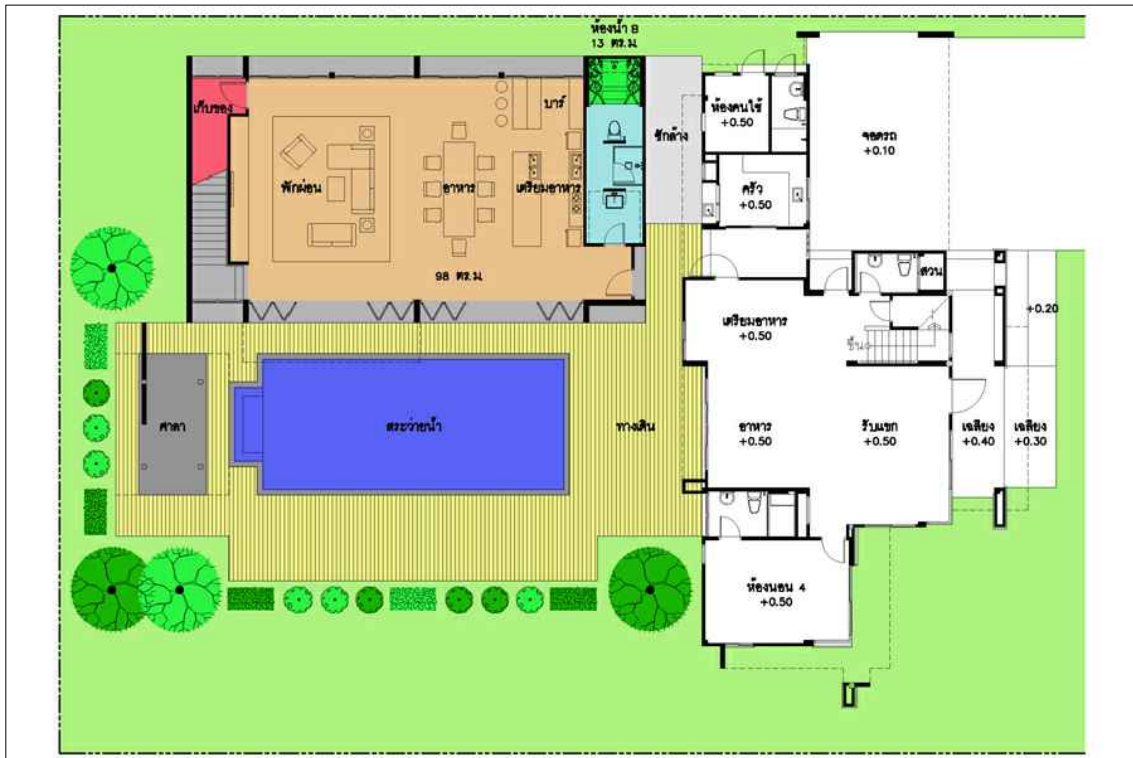 ห้องน้ำ B
13 ตร.ม.
เก็บของ
บาร์
ห้องคนใช้
+0.50
ซักล้าง
จอดรถ
+0.10
พักผ่อน
อาหาร
เตรียมอาหาร
ครัว
+0.50
98 ตร.ม.
สวน
เตรียมอาหาร
+0.50
+0.20
ขึ้น
ศาลา
สระว่ายน้ำ
ทางเดิน
อาหาร
+0.50
รับแขก
+0.50
เฉลียง
+0.40
เฉลียง
+0.30
ห้องนอน 4
+0.50